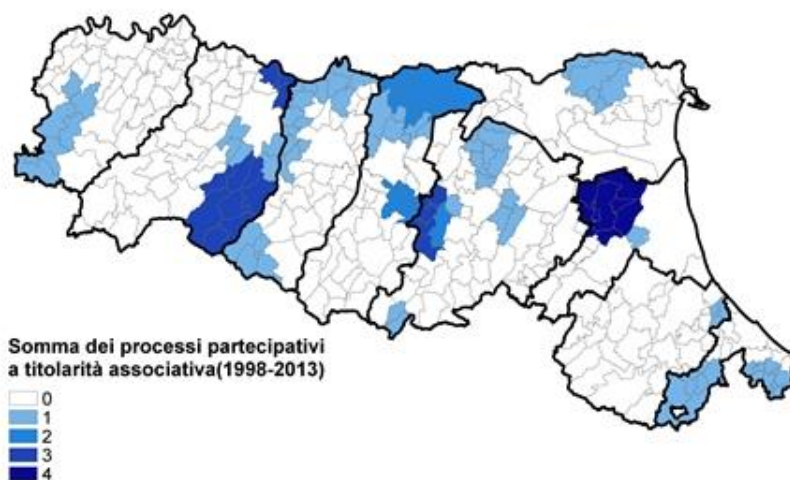 Somma dei processi partecipativi
a titolarità associativa(1998-2013)
0
1
2
3
4